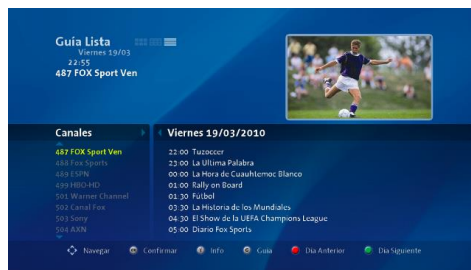 Guía Lista
Viernes 19/03
22:55
487 FOX Sport Ven
Canales
Viernes 19/03/2010
487 FOX Sport Ven
488 Fox Sports
489 ESPN
499 HBO-HD
501 Warner Channel
502 Canal Fox
503 Sony
504 AXN
22:00 Tuzoccer
23:00 La Ultima Palabra
00:00 La Hora de Cuauhtemoc Blanco
01:00 Rally on Board
01:30 Fútbol
03:30 La Historia de los Mundiales
04:30 El Show de la UEFA Champions League
05:00 Diario Fox Sports
Navegar
Confirmar
Info
Guia
Día Anterior
Día Siguiente